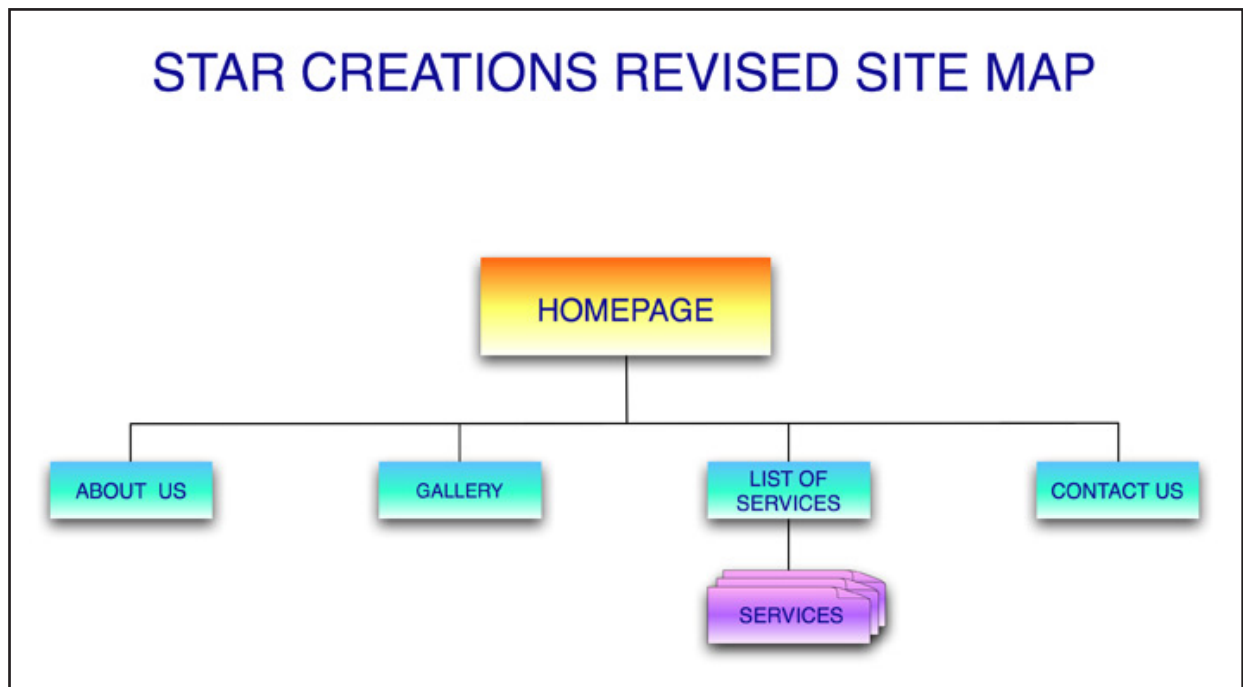 STAR CREATIONS REVISED SITE MAP
HOMEPAGE
ABOUT US
GALLERY
LIST OF
SERVICES
CONTACT US
SERVICES